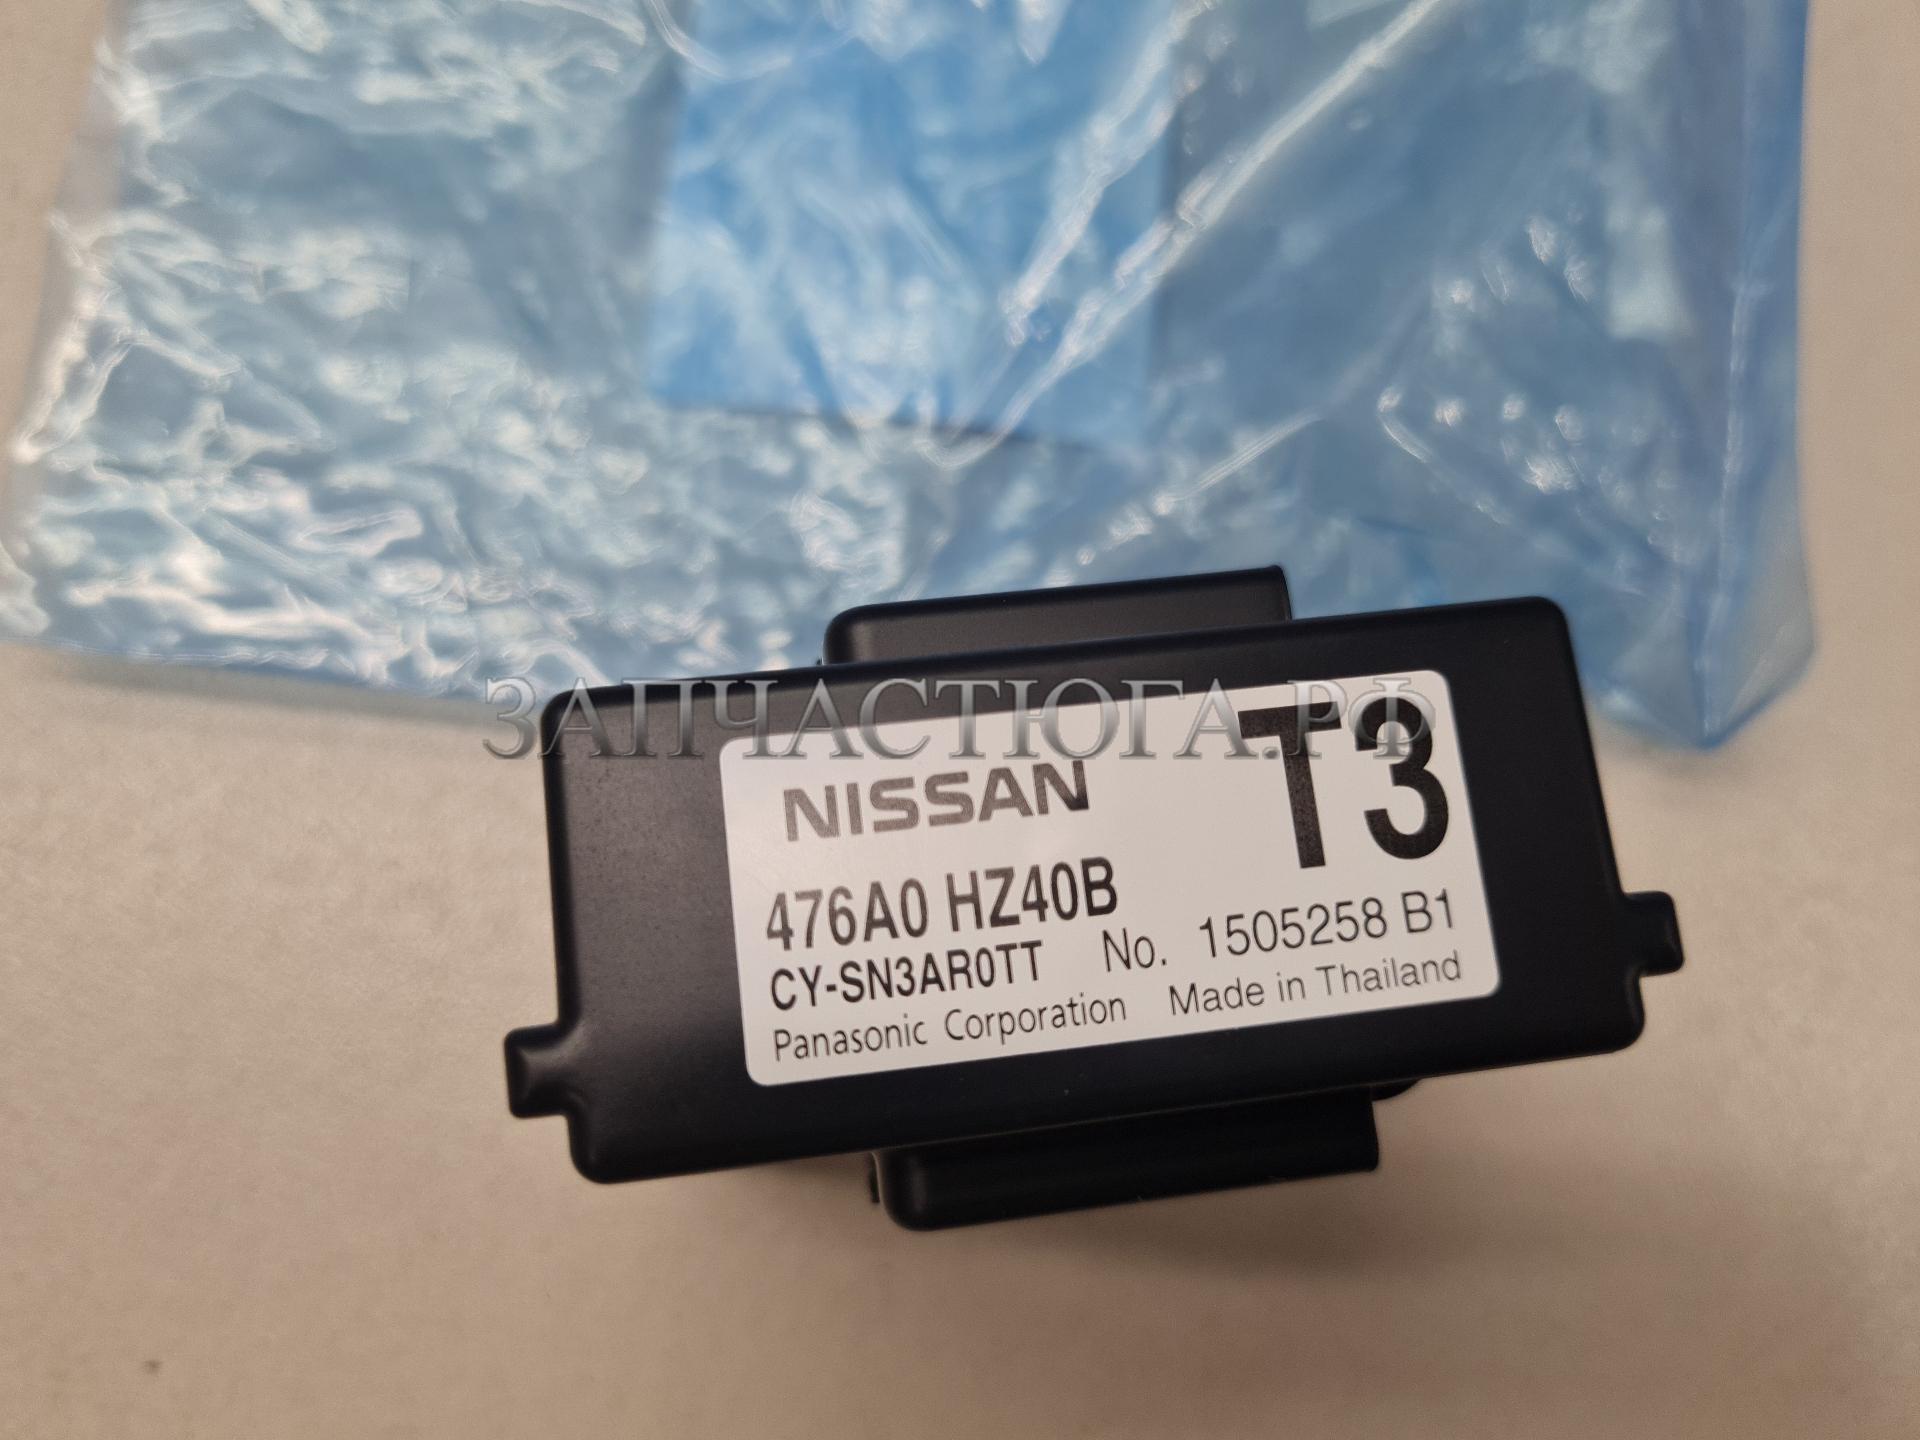 ЗАПЧАСТЮГА.РФ
NISSAN T3
476A0 HZ40B
CY-SN3AR0TT No. 1505258 B1
Panasonic Corporation Made in Thailand